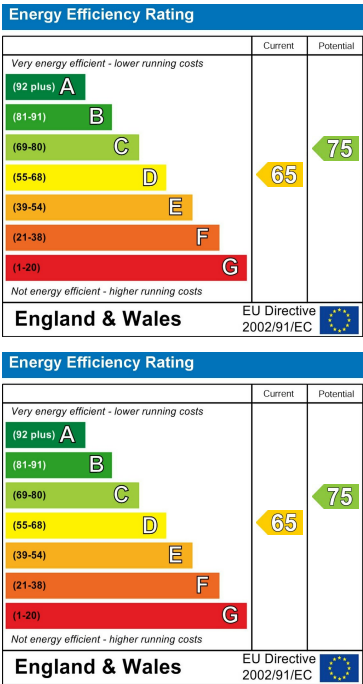 Energy Efficiency Rating
Current Potential
Very energy efficient - lower running costs
(92 plus) A
(81-91) B
(69-80) C
75
(55-68) D
65
(39-54) E
(21-38) F
(1-20) G
Not energy efficient - higher running costs
England & Wales
EU Directive
2002/91/EC
Energy Efficiency Rating
Current Potential
Very energy efficient - lower running costs
(92 plus) A
(81-91) B
(69-80) C
75
(55-68) D
65
(39-54) E
(21-38) F
(1-20) G
Not energy efficient - higher running costs
England & Wales
EU Directive
2002/91/EC